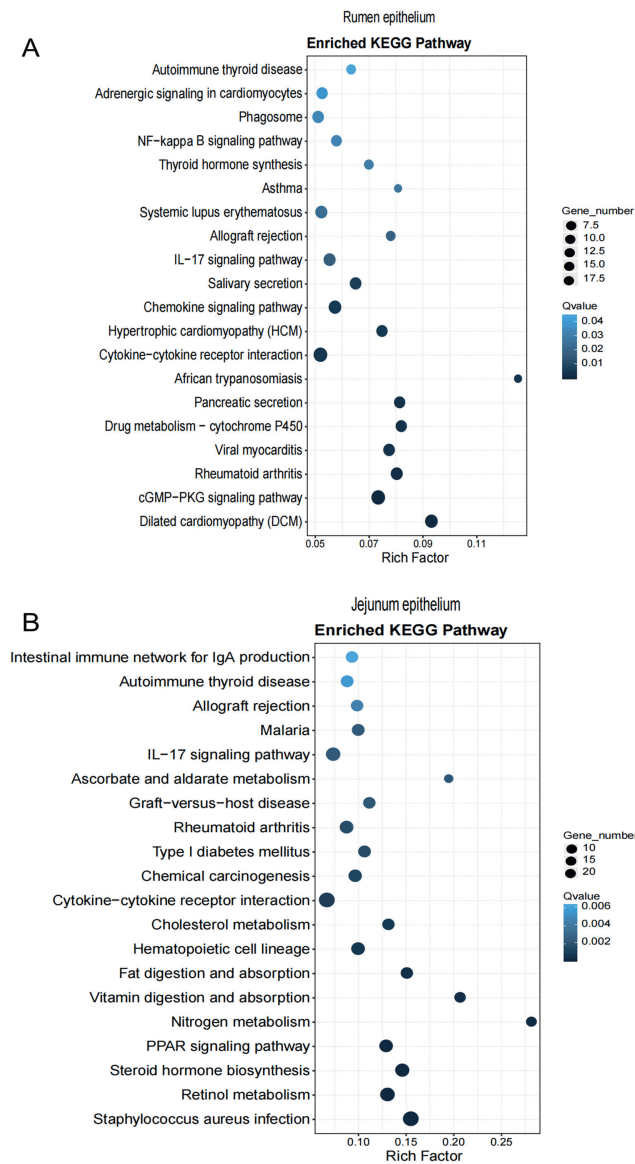 Rumen epithelium
A
Enriched KEGG Pathway
Autoimmune thyroid disease
Adrenergic signaling in cardiomyocytes
Phagosome
NF−kappa B signaling pathway
Thyroid hormone synthesis
Asthma
Systemic lupus erythematosus
Allograft rejection
IL−17 signaling pathway
Salivary secretion
Chemokine signaling pathway
Hypertrophic cardiomyopathy (HCM)
Cytokine−cytokine receptor interaction
African trypanosomiasis
Pancreatic secretion
Drug metabolism − cytochrome P450
Viral myocarditis
Rheumatoid arthritis
cGMP−PKG signaling pathway
Dilated cardiomyopathy (DCM)
0.05 0.07 0.09 0.11
Rich Factor
Gene_number
7.5
10.0
12.5
15.0
17.5
Qvalue
0.04
0.03
0.02
0.01
Jejunum epithelium
B
Enriched KEGG Pathway
Intestinal immune network for IgA production
Autoimmune thyroid disease
Allograft rejection
Malaria
IL−17 signaling pathway
Ascorbate and aldarate metabolism
Graft−versus−host disease
Rheumatoid arthritis
Type I diabetes mellitus
Chemical carcinogenesis
Cytokine−cytokine receptor interaction
Cholesterol metabolism
Hematopoietic cell lineage
Fat digestion and absorption
Vitamin digestion and absorption
Nitrogen metabolism
PPAR signaling pathway
Steroid hormone biosynthesis
Retinol metabolism
Staphylococcus aureus infection
0.10 0.15 0.20 0.25
Rich Factor
Gene_number
10
15
20
Qvalue
0.006
0.004
0.002